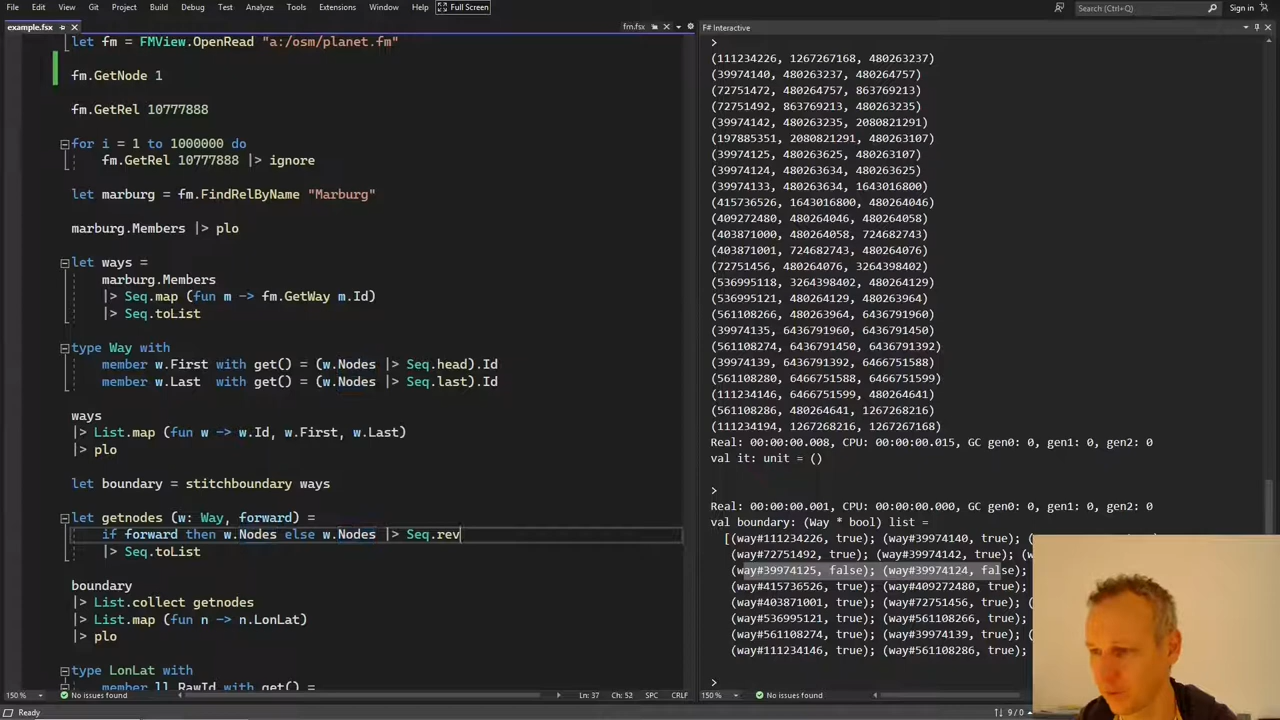 File Edit View Git Project Build Debug Test Analyze Tools Extensions Window Help Full Screen Search (Ctrl+Q) Sign in
example.fsx fm.fsx F# Interactive
let fm = FMView.OpenRead "a:/osm/planet.fm"
fm.GetNode 1
fm.GetRel 10777888
for i = 1 to 1000000 do
fm.GetRel 10777888 |> ignore
let marburg = fm.FindRelByName "Marburg"
marburg.Members |> plo
let ways =
marburg.Members
|> Seq.map (fun m -> fm.GetWay m.Id)
|> Seq.toList
type Way with
member w.First with get() = (w.Nodes |> Seq.head).Id
member w.Last with get() = (w.Nodes |> Seq.last).Id
ways
|> List.map (fun w -> w.Id, w.First, w.Last)
|> plo
let boundary = stitchboundary ways
let getnodes (w: Way, forward) =
if forward then w.Nodes else w.Nodes |> Seq.rev
|> Seq.toList
boundary
|> List.collect getnodes
|> List.map (fun n -> n.LonLat)
|> plo
type LonLat with
member ll.RawId with get() =
150 % No issues found Ln: 37 Ch: 52 SPC CRLF
>
(111234226, 1267267168, 480263237)
(39974140, 480263237, 480264757)
(72751472, 480264757, 863769213)
(72751492, 863769213, 480263235)
(39974142, 480263235, 2080821291)
(197885351, 2080821291, 480263107)
(39974125, 480263625, 480263107)
(39974124, 480263634, 480263625)
(39974133, 480263634, 1643016800)
(415736526, 1643016800, 480264046)
(409272480, 480264046, 480264058)
(403871000, 480264058, 724682743)
(403871001, 724682743, 480264076)
(72751456, 480264076, 3264398402)
(536995118, 3264398402, 480264129)
(536995121, 480264129, 480263964)
(561108266, 480263964, 6436791960)
(39974135, 6436791960, 6436791450)
(561108274, 6436791450, 6436791392)
(39974139, 6436791392, 6466751588)
(561108280, 6466751588, 6466751599)
(111234146, 6466751599, 480264641)
(561108286, 480264641, 1267268216)
(111234194, 1267268216, 1267267168)
Real: 00:00:00.008, CPU: 00:00:00.015, GC gen0: 0, gen1: 0, gen2: 0
val it: unit = ()
>
Real: 00:00:00.001, CPU: 00:00:00.000, GC gen0: 0, gen1: 0, gen2: 0
val boundary: (Way * bool) list =
[(way#111234226, true); (way#39974140, true); (
(way#72751492, true); (way#39974142, true); (
(way#39974125, false); (way#39974124, false);
(way#415736526, true); (way#409272480, true);
(way#403871001, true); (way#72751456, true);
(way#536995121, true); (way#561108266, true);
(way#561108274, true); (way#39974139, true);
(way#111234146, true); (way#561108286, true);
>
150 % No issues found
Ready 9 / 0